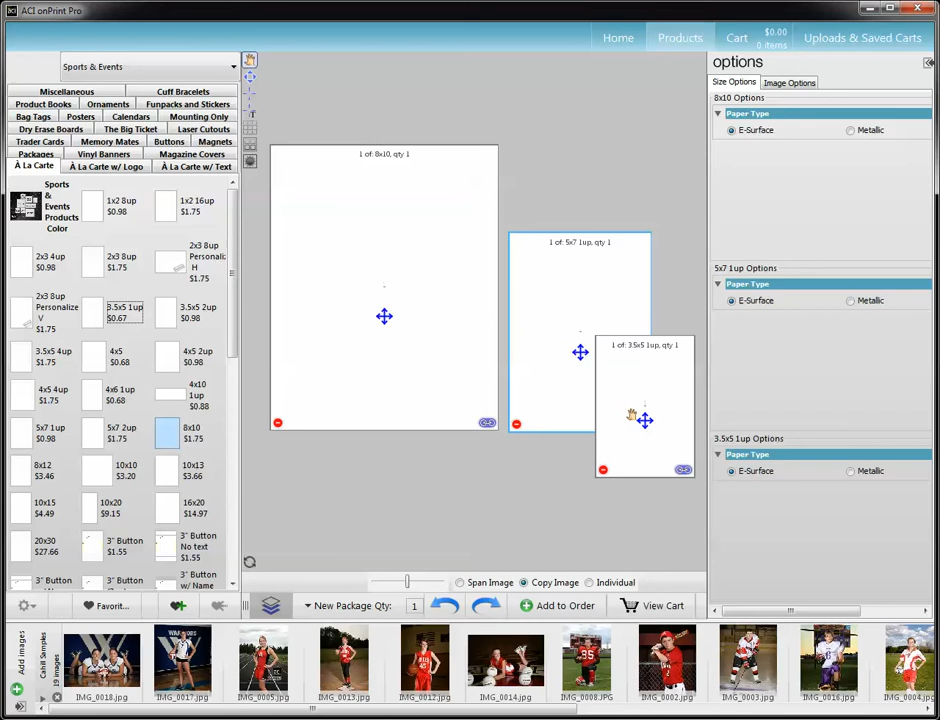 ACI onPrint Pro
Home
Products
Cart
$0.00
0 items
Uploads & Saved Carts
Sports & Events
Miscellaneous
Cuff Bracelets
Product Books
Ornaments
Funpacks and Stickers
Bag Tags
Posters
Calendars
Mounting Only
Dry Erase Boards
The Big Ticket
Laser Cutouts
Trader Cards
Memory Mates
Buttons
Magnets
Packages
Vinyl Banners
Magazine Covers
À La Carte
À La Carte w/ Logo
À La Carte w/ Text
Sports
&
Events
Products
Color
1x2 8up
$0.98
1x2 16up
$1.75
2x3 4up
$0.98
2x3 8up
$1.75
2x3 8up
Personali:
H
$1.75
2x3 8up
Personalize
V
$1.75
3.5x5 1up
$0.67
3.5x5 2up
$0.98
3.5x5 4up
$1.75
4x5
$0.68
4x5 2up
$0.98
4x5 4up
$1.75
4x6 1up
$0.68
4x10
1up
$0.88
5x7 1up
$0.98
5x7 2up
$1.75
8x10
$1.75
8x12
$3.46
10x10
$3.20
10x13
$3.66
10x15
$4.49
10x20
$9.15
16x20
$14.97
20x30
$27.66
3" Button
$1.55
3" Button
No text
$1.55
3" Button
3" Button
w/ Name
3" Button
w/ Text
1 of: 8x10, qty 1
1 of: 5x7 1up, qty 1
1 of: 3.5x5 1up, qty 1
options
Size Options
Image Options
8x10 Options
Paper Type
E-Surface
Metallic
5x7 1up Options
Paper Type
E-Surface
Metallic
3.5x5 1up Options
Paper Type
E-Surface
Metallic
Span Image
Copy Image
Individual
Favorit...
New Package Qty:
1
Add to Order
View Cart
Add images
Cahill Samples
19 images
IMG_0018.jpg
IMG_0017.jpg
IMG_0005.jpg
IMG_0013.jpg
IMG_0012.jpg
IMG_0014.jpg
IMG_0008.JPG
IMG_0002.jpg
IMG_0003.jpg
IMG_0016.jpg
IMG_0004.jpg